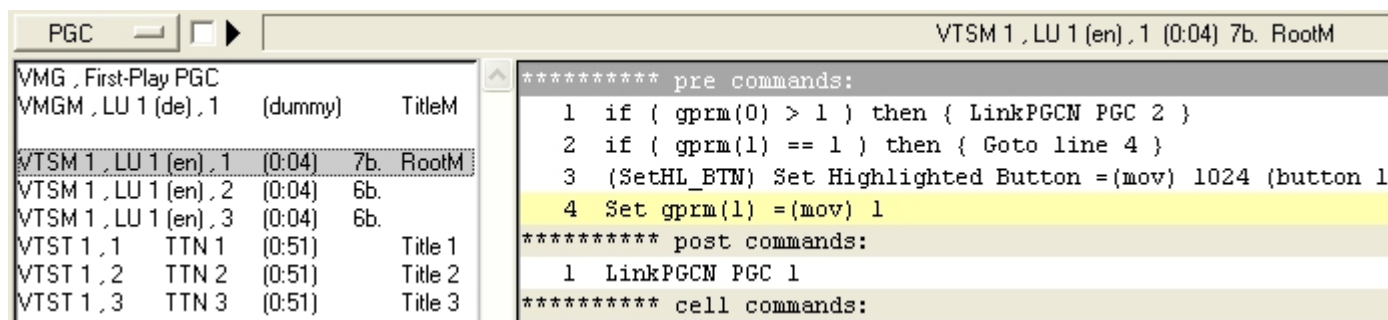 PGC VTSM 1 , LU 1 (en) , 1 (0:04) 7b. RootM
VMG , First-Play PGC
VMGM , LU 1 (de) , 1 (dummy) TitleM
VTSM 1 , LU 1 (en) , 1 (0:04) 7b. RootM
VTSM 1 , LU 1 (en) , 2 (0:04) 6b.
VTSM 1 , LU 1 (en) , 3 (0:04) 6b.
VTST 1 , 1 TTN 1 (0:51) Title 1
VTST 1 , 2 TTN 2 (0:51) Title 2
VTST 1 , 3 TTN 3 (0:51) Title 3
********** pre commands:
1 if ( gprm(0) > 1 ) then { LinkPGCN PGC 2 }
2 if ( gprm(1) == 1 ) then { Goto line 4 }
3 (SetHL_BTN) Set Highlighted Button =(mov) 1024 (button 1
4 Set gprm(1) =(mov) 1
********** post commands:
1 LinkPGCN PGC 1
********** cell commands: